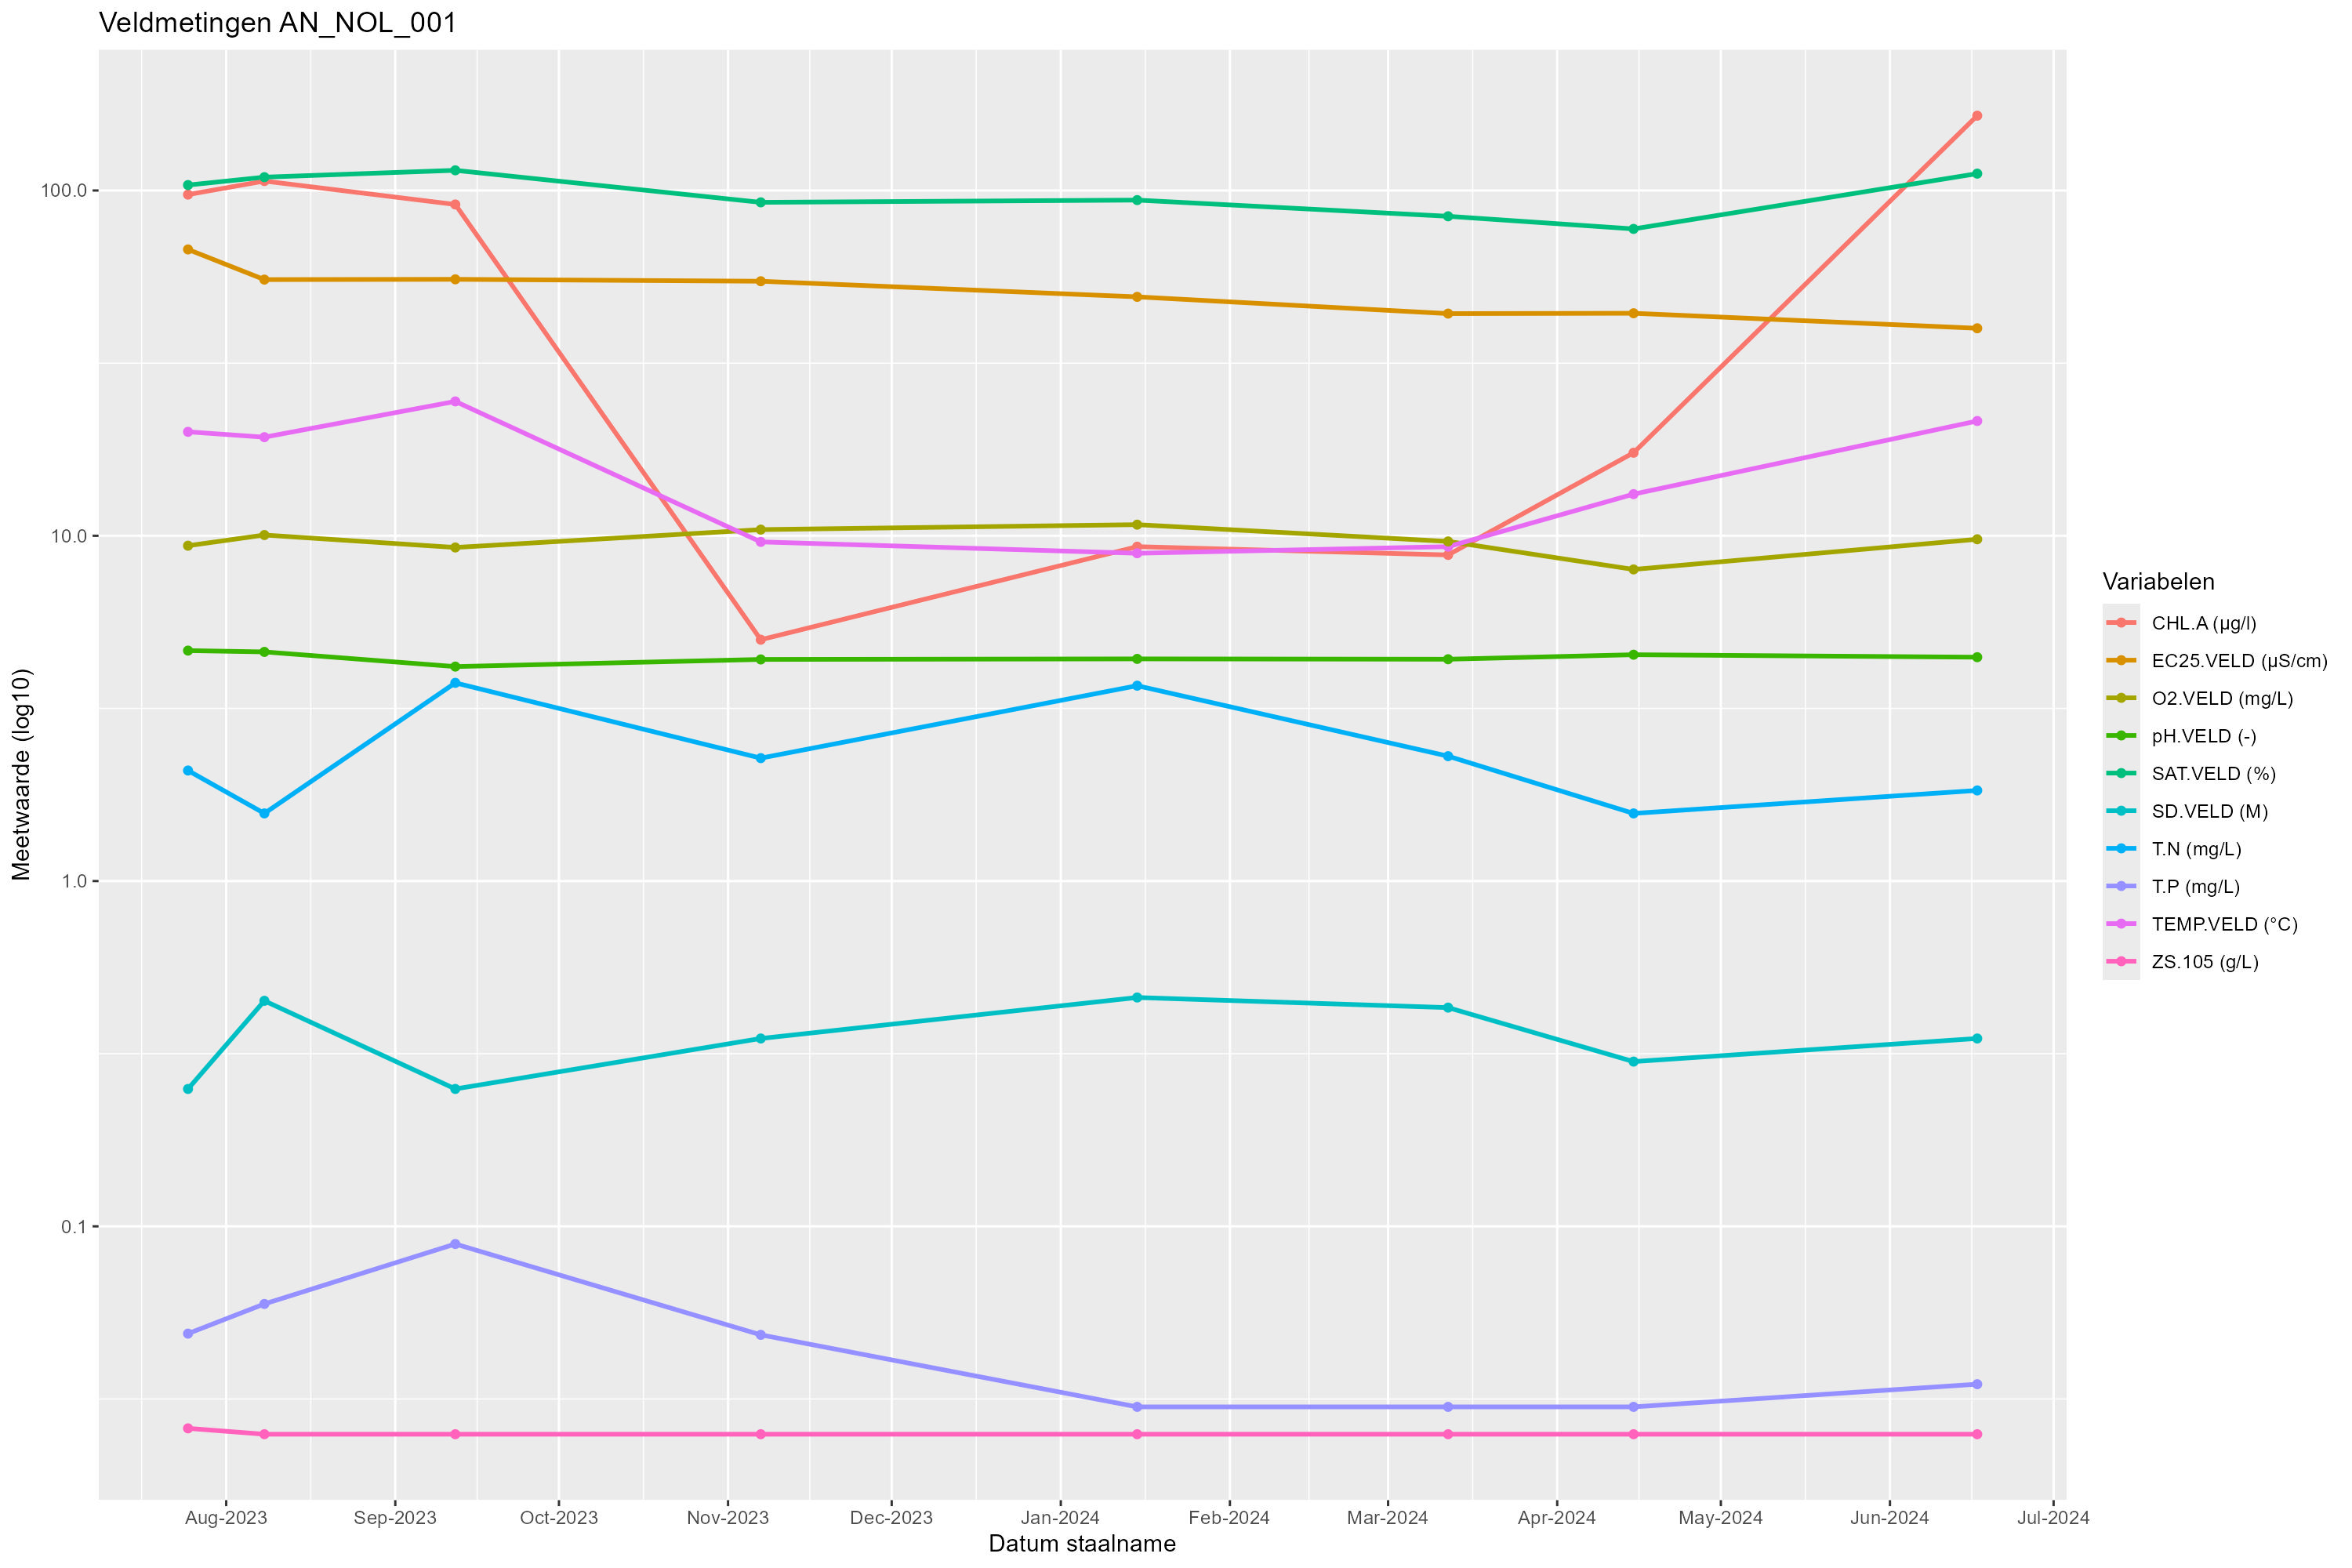 Veldmetingen AN_NOL_001
Meetwaarde (log10)
100.0
10.0
1.0
0.1
Aug-2023 Sep-2023 Oct-2023 Nov-2023 Dec-2023 Jan-2024 Feb-2024 Mar-2024 Apr-2024 May-2024 Jun-2024 Jul-2024
Datum staalname
Variabelen
CHL.A (µg/l)
EC25.VELD (µS/cm)
O2.VELD (mg/L)
pH.VELD (-)
SAT.VELD (%)
SD.VELD (M)
T.N (mg/L)
T.P (mg/L)
TEMP.VELD (°C)
ZS.105 (g/L)